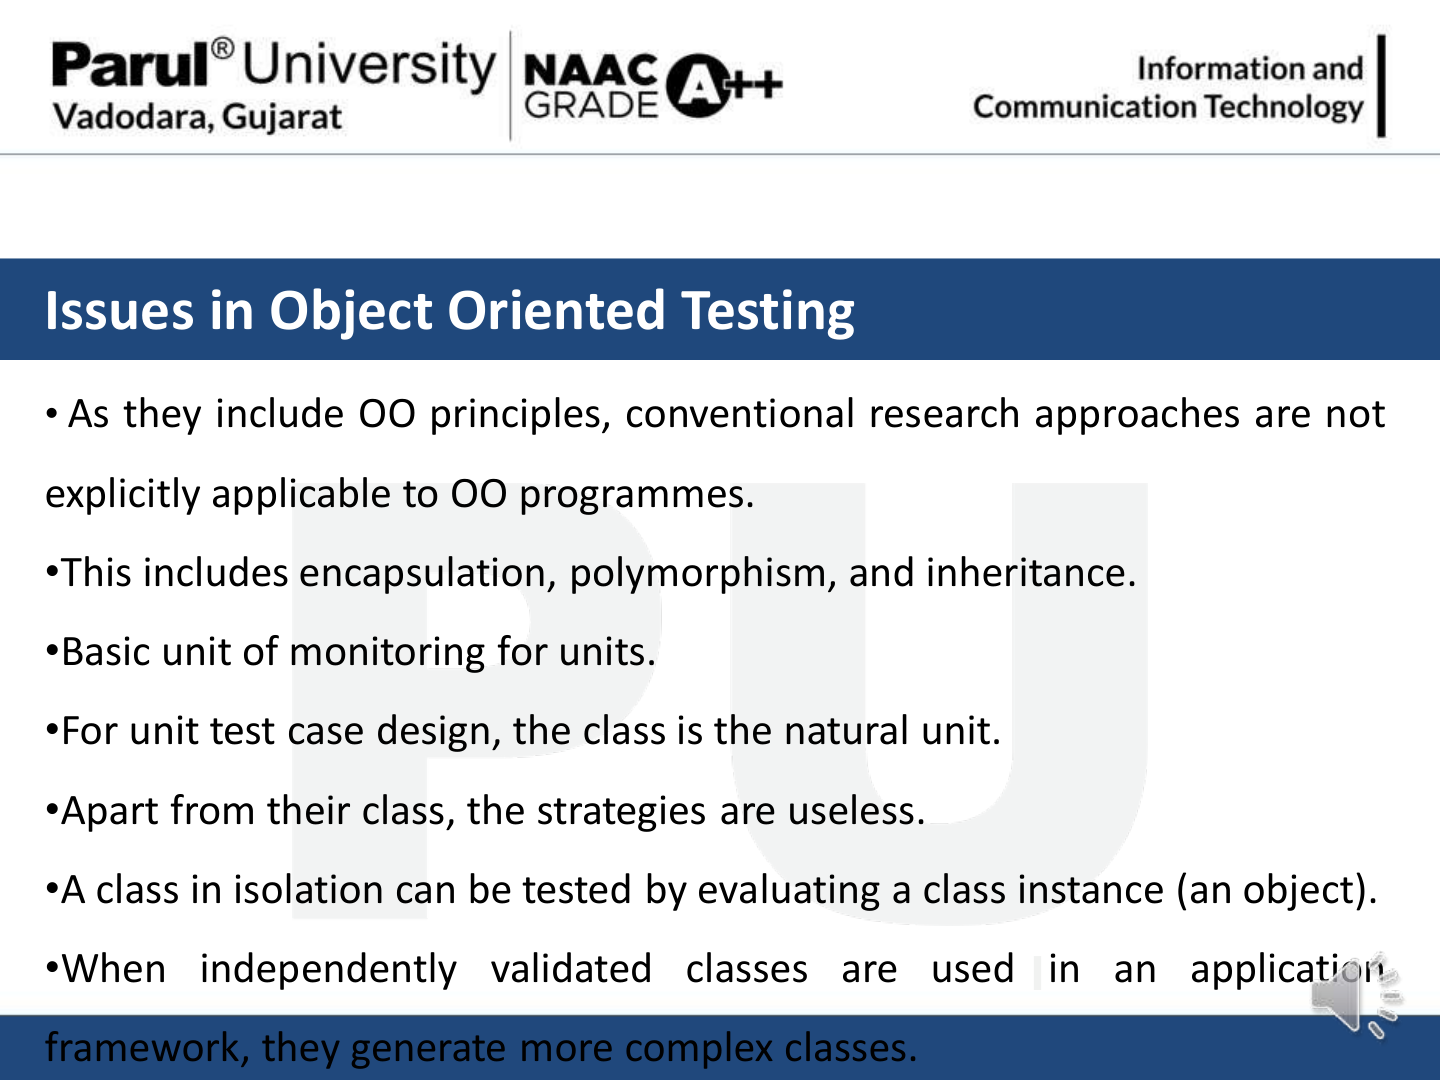 Parul® University
Vadodara, Gujarat
NAAC
GRADE A++
Information and
Communication Technology
Issues in Object Oriented Testing
• As they include OO principles, conventional research approaches are not
explicitly applicable to OO programmes.
•This includes encapsulation, polymorphism, and inheritance.
•Basic unit of monitoring for units.
•For unit test case design, the class is the natural unit.
•Apart from their class, the strategies are useless.
•A class in isolation can be tested by evaluating a class instance (an object).
•When independently validated classes are used in an application
framework, they generate more complex classes.
PU